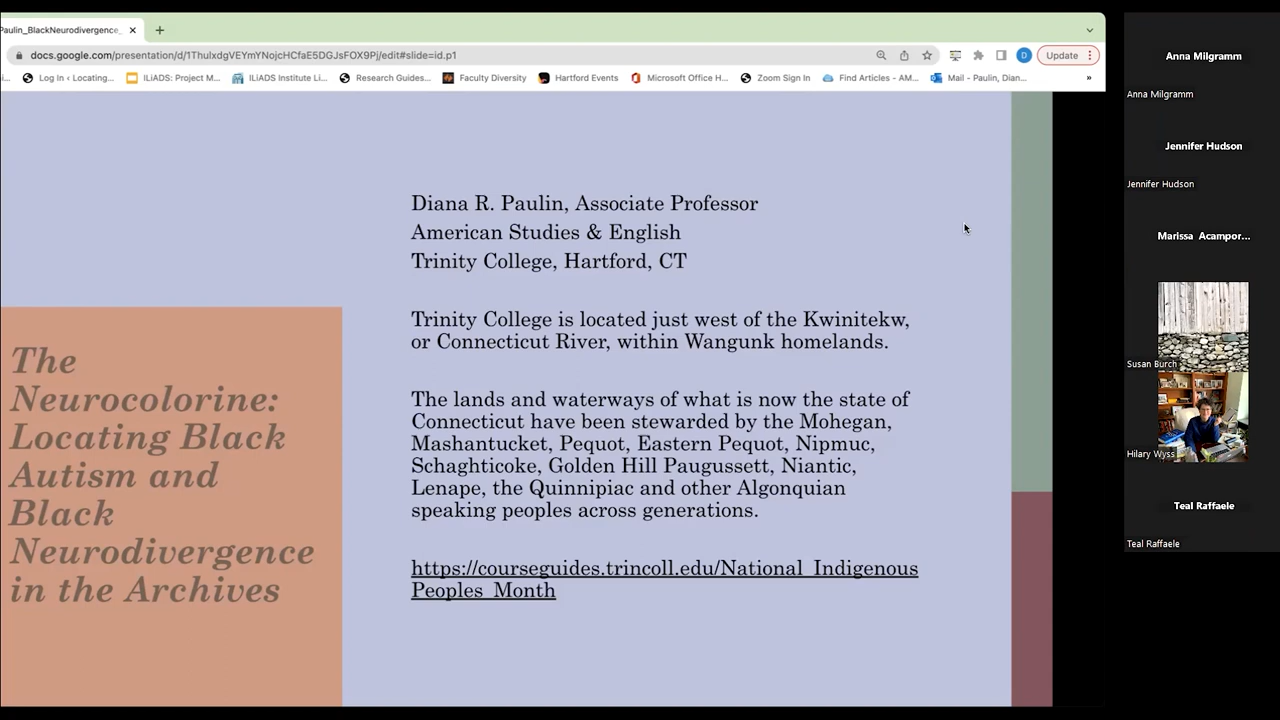 Paulin_BlackNeurodivergence_
docs.google.com/presentation/d/1ThulxdgVEYmYNojcHCfaE5DGJsFOX9Pj/edit#slide=id.p1
D
Update
Log In ‹ Locating...
ILiADS: Project M...
ILiADS Institute Li...
Research Guides...
Faculty Diversity
Hartford Events
Microsoft Office H...
Zoom Sign In
Find Articles - AM...
Mail - Paulin, Dian...
»
The
Neurocolorine:
Locating Black
Autism and
Black
Neurodivergence
in the Archives
Diana R. Paulin, Associate Professor
American Studies & English
Trinity College, Hartford, CT
Trinity College is located just west of the Kwinitekw,
or Connecticut River, within Wangunk homelands.
The lands and waterways of what is now the state of
Connecticut have been stewarded by the Mohegan,
Mashantucket, Pequot, Eastern Pequot, Nipmuc,
Schaghticoke, Golden Hill Paugussett, Niantic,
Lenape, the Quinnipiac and other Algonquian
speaking peoples across generations.
https://courseguides.trincoll.edu/National_Indigenous
Peoples_Month
Anna Milgramm
Anna Milgramm
Jennifer Hudson
Jennifer Hudson
Marissa Acampor...
Susan Burch
Hilary Wyss
Teal Raffaele
Teal Raffaele